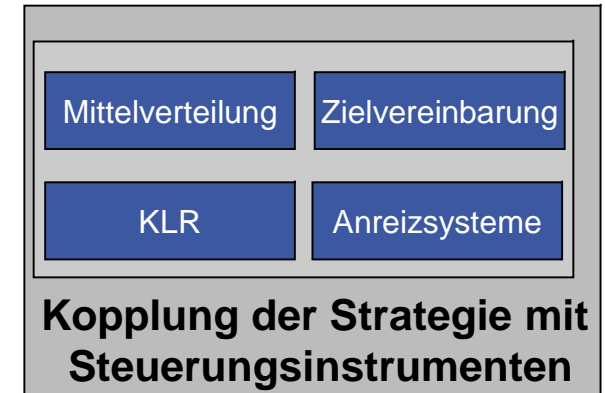 Mittelverteilung
Zielvereinbarung
KLR
Anreizsysteme
Kopplung der Strategie mit
Steuerungsinstrumenten